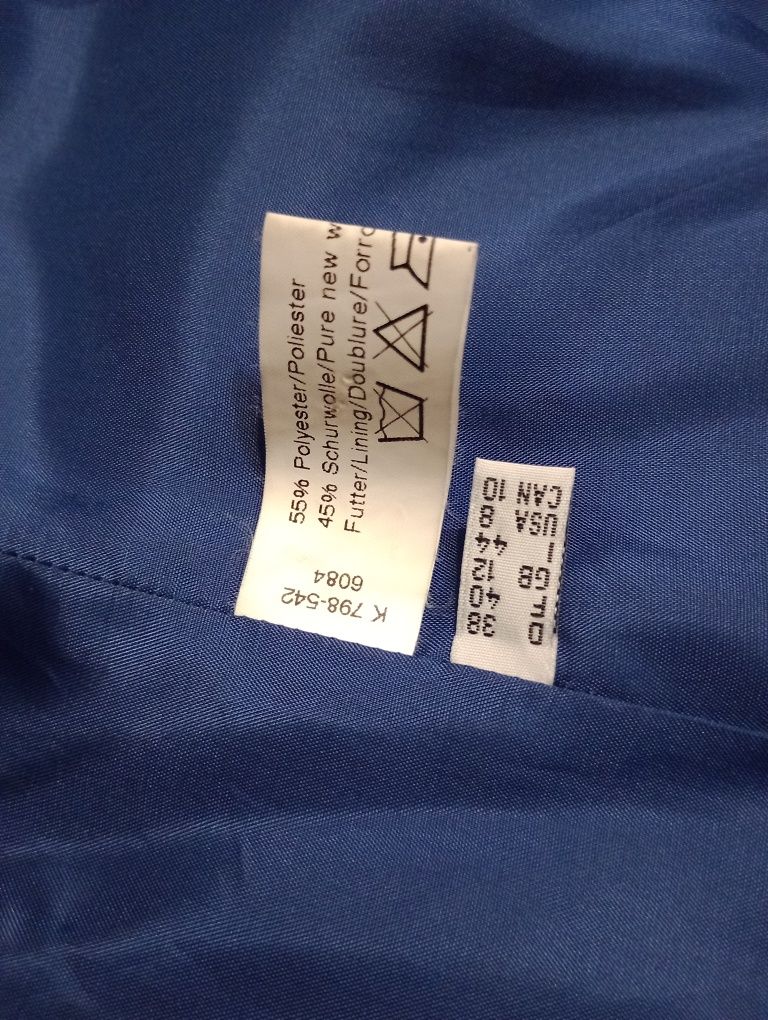 55% Polyester/Poliester
45% Schurwolle/Pure new
Futter/Lining/Doublure/Forro
K 798-542
6084
D 38
F 40
GB 12
I 44
USA 8
CAN 10